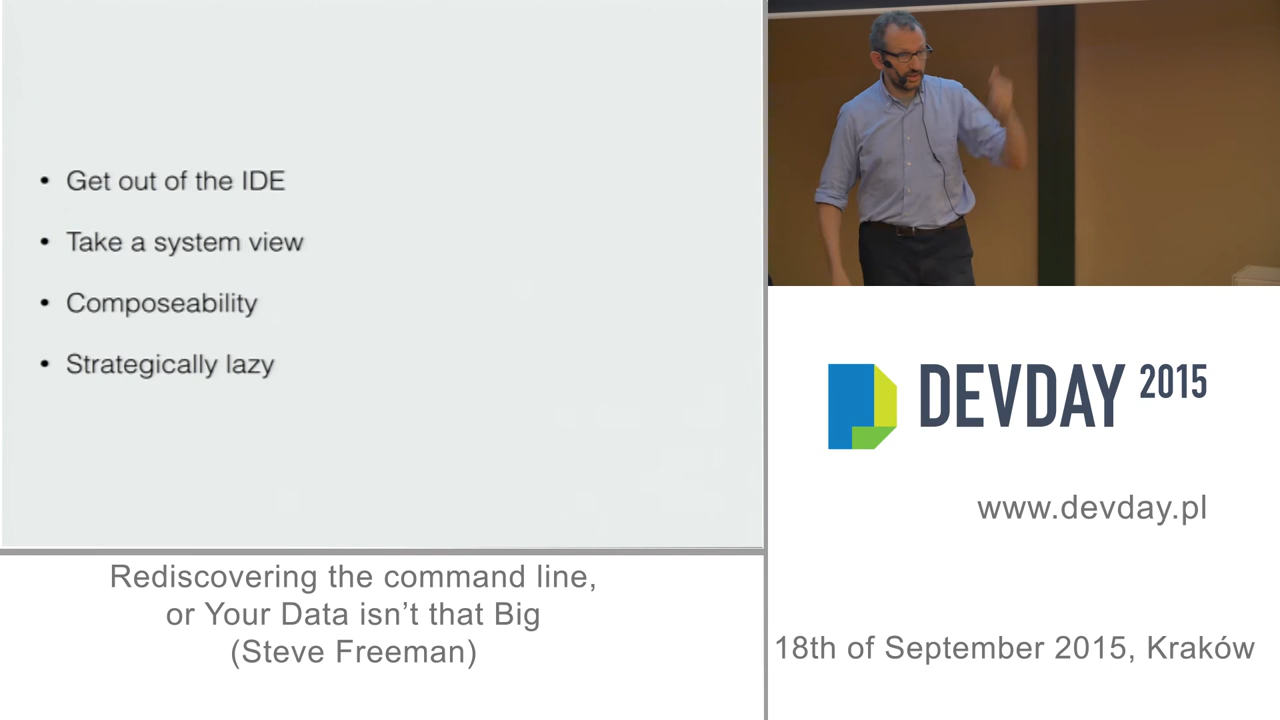 • Get out of the IDE
• Take a system view
• Composeability
• Strategically lazy
Rediscovering the command line,
or Your Data isn’t that Big
(Steve Freeman)
DEVDAY 2015
www.devday.pl
18th of September 2015, Kraków